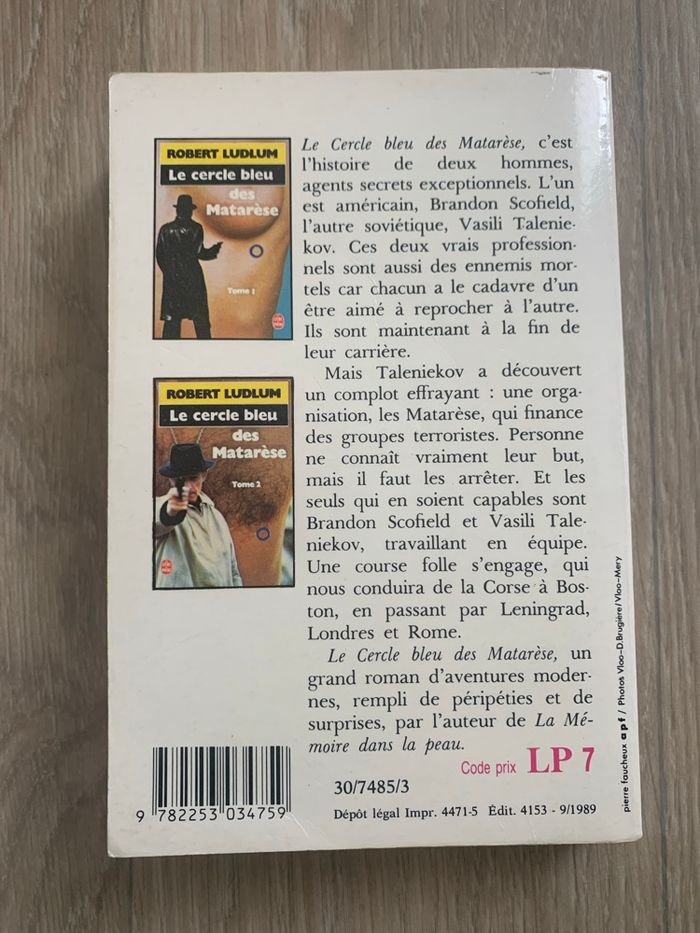 ROBERT LUDLUM
Le cercle bleu
des
Matarèse
Tome 1
ROBERT LUDLUM
Le cercle bleu
des
Matarèse
Tome 2
Le Cercle bleu des Matarèse, c'est
l'histoire de deux hommes,
agents secrets exceptionnels. L'un
est américain, Brandon Scofield,
l'autre soviétique, Vasili Talenie-
kov. Ces deux vrais profession-
nels sont aussi des ennemis mor-
tels car chacun a le cadavre d'un
être aimé à reprocher à l'autre.
Ils sont maintenant à la fin de
leur carrière.
Mais Taleniekov a découvert
un complot effrayant : une orga-
nisation, les Matarèse, qui finance
des groupes terroristes. Personne
ne connaît vraiment leur but,
mais il faut les arrêter. Et les
seuls qui en soient capables sont
Brandon Scofield et Vasili Tale-
niekov, travaillant en équipe.
Une course folle s'engage, qui
nous conduira de la Corse à Bos-
ton, en passant par Leningrad,
Londres et Rome.
Le Cercle bleu des Matarèse, un
grand roman d'aventures moder-
nes, rempli de péripéties et de
surprises, par l'auteur de La Mé-
moire dans la peau.
Code prix LP 7
30/7485/3
Dépôt légal Impr. 4471-5 Édit. 4153 - 9/1989
9 782253 034759
pierre faucheux apf / Photos Vloo-D.Brugière/Vloo-Mery